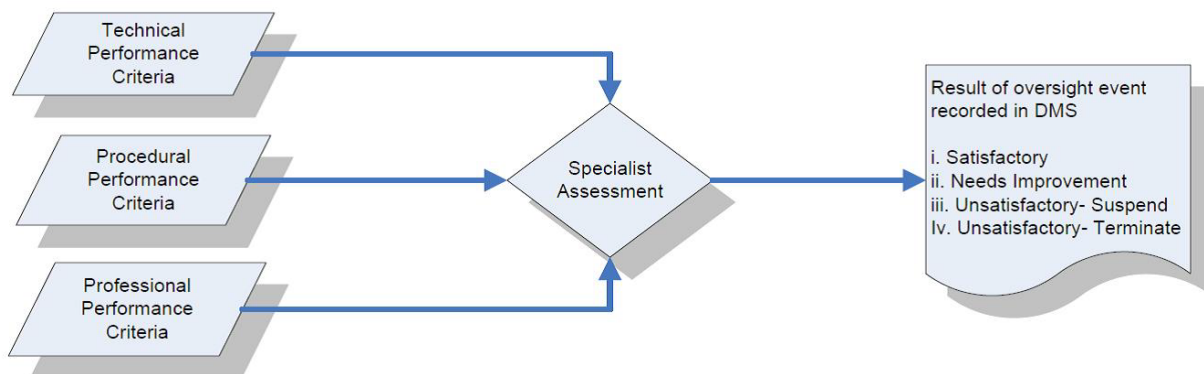 Technical
Performance
Criteria
Procedural
Performance
Criteria
Professional
Performance
Criteria
Specialist
Assessment
Result of oversight event
recorded in DMS
i. Satisfactory
ii. Needs Improvement
iii. Unsatisfactory- Suspend
Iv. Unsatisfactory- Terminate